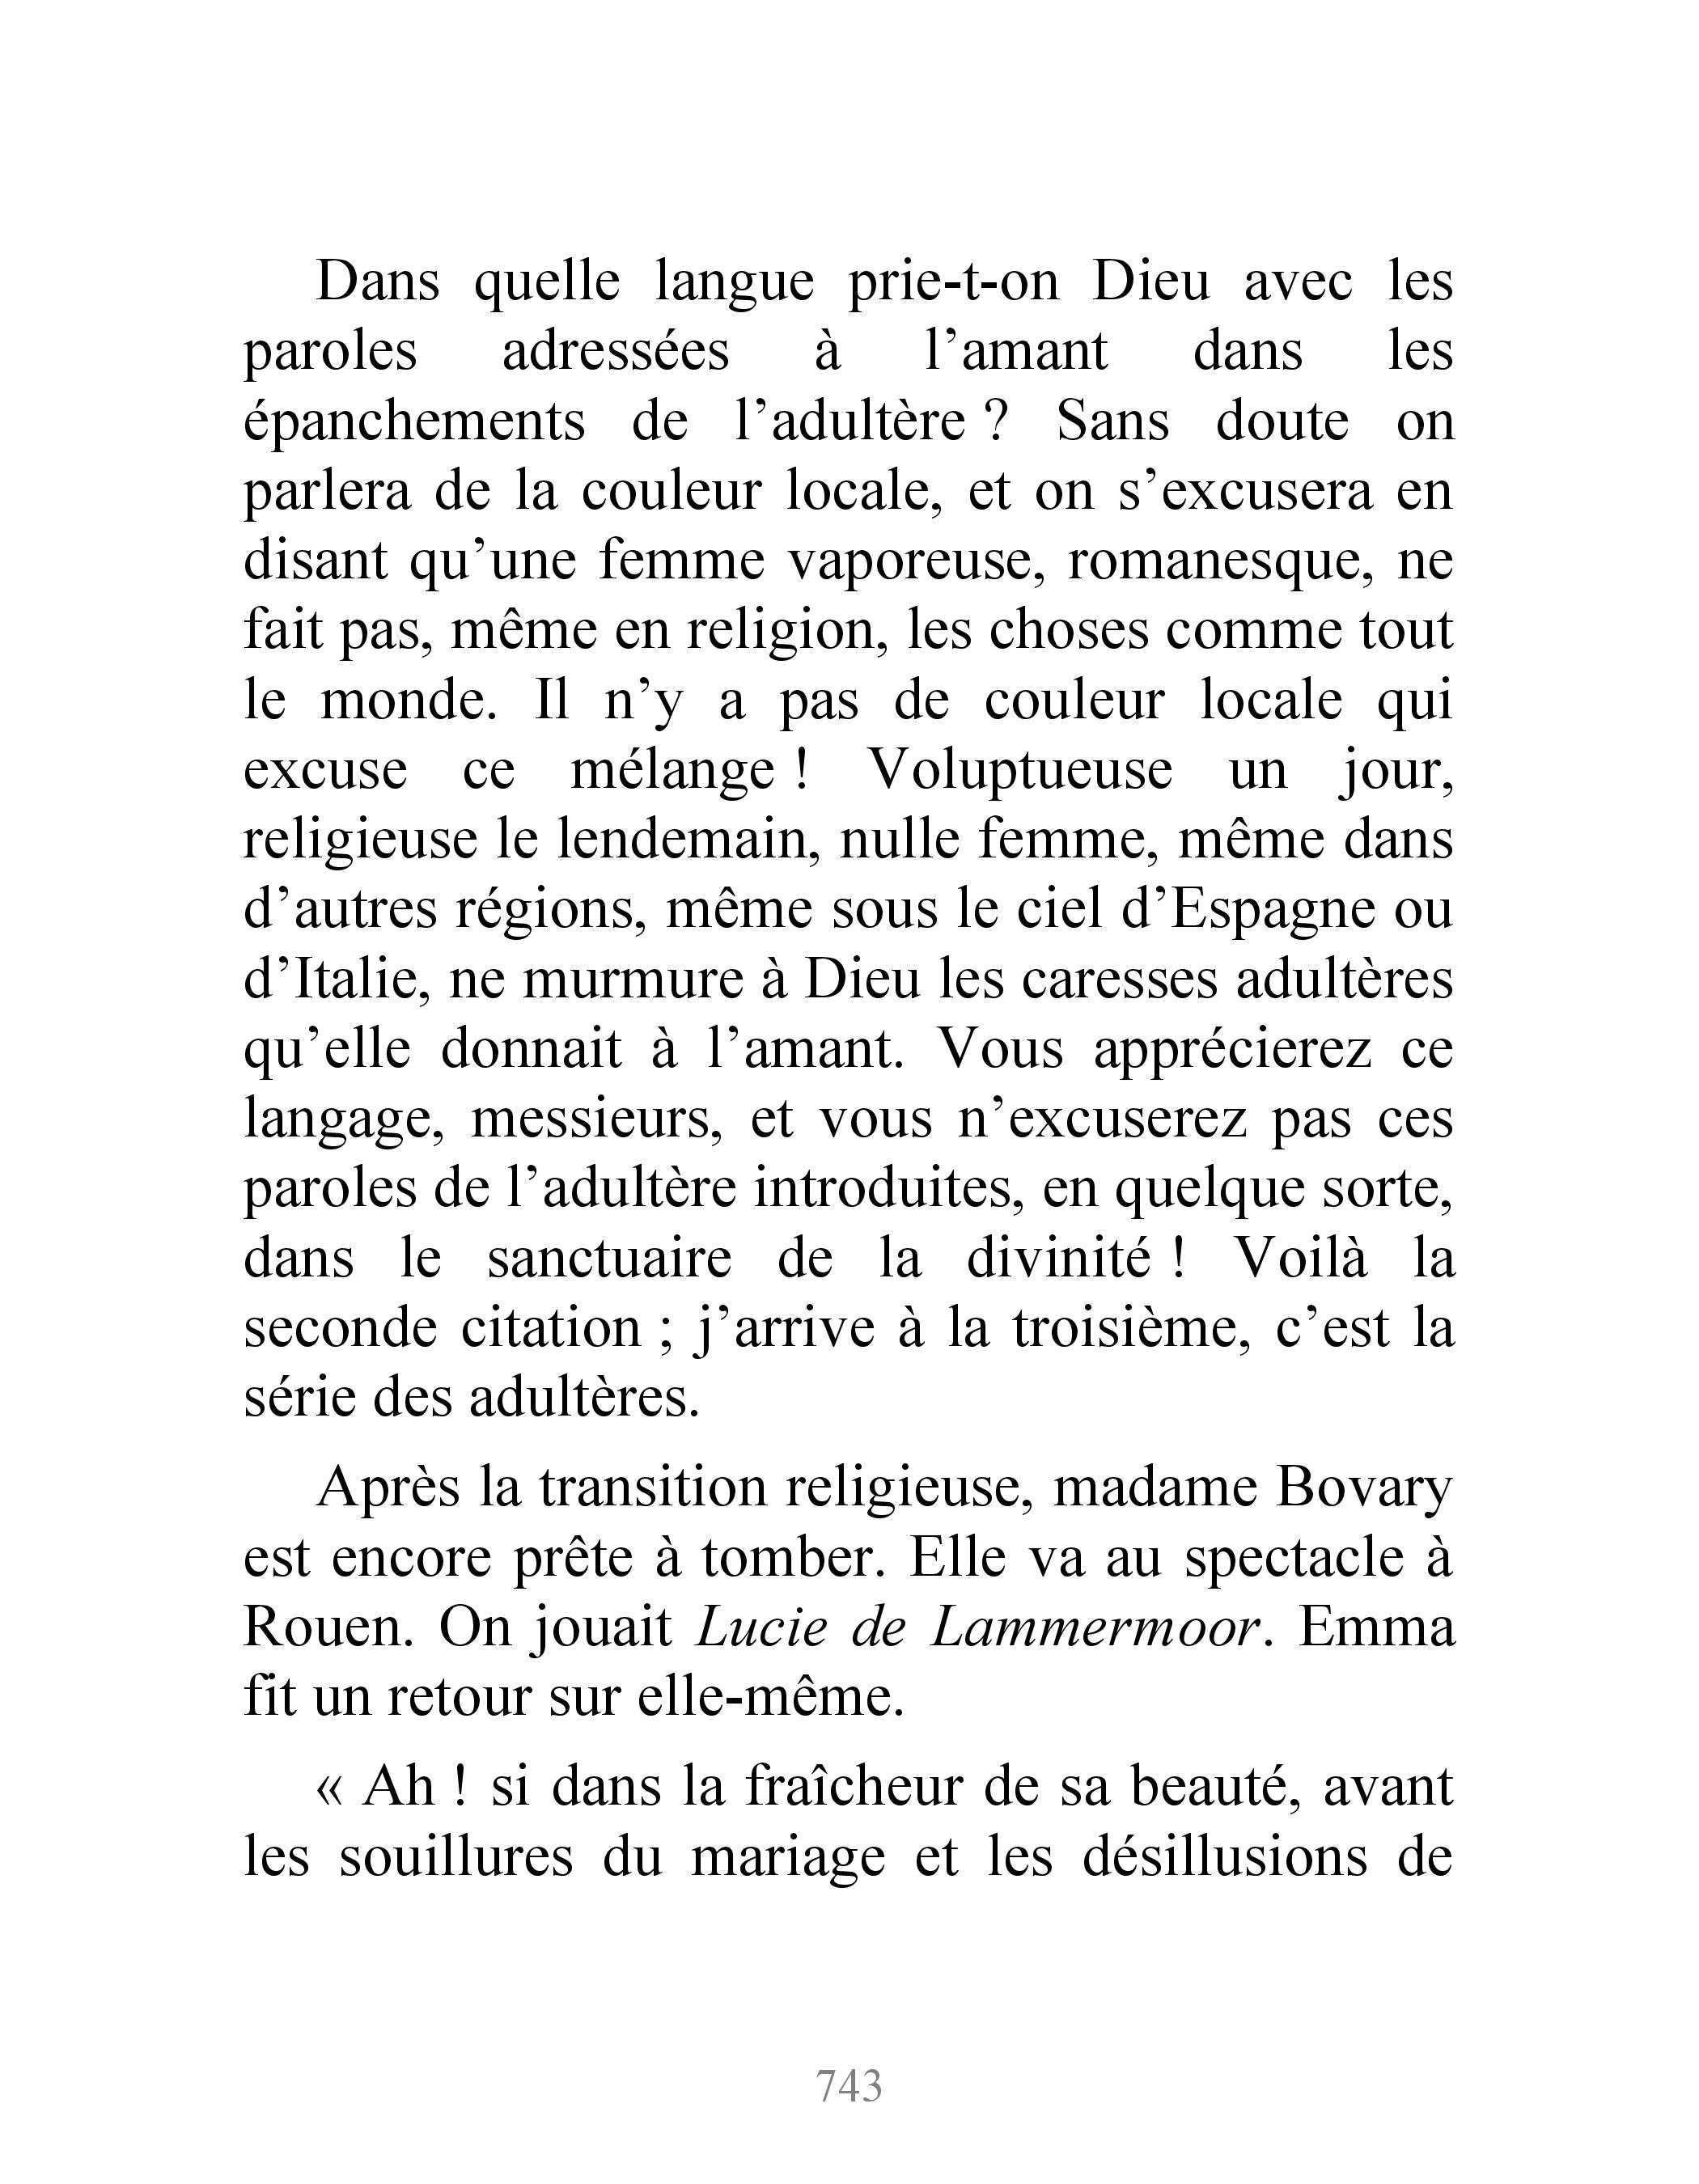 Dans quelle langue prie-t-on Dieu avec les
paroles adressées à l’amant dans les
épanchements de l’adultère ? Sans doute on
parlera de la couleur locale, et on s’excusera en
disant qu’une femme vaporeuse, romanesque, ne
fait pas, même en religion, les choses comme tout
le monde. Il n’y a pas de couleur locale qui
excuse ce mélange ! Voluptueuse un jour,
religieuse le lendemain, nulle femme, même dans
d’autres régions, même sous le ciel d’Espagne ou
d’Italie, ne murmure à Dieu les caresses adultères
qu’elle donnait à l’amant. Vous apprécierez ce
langage, messieurs, et vous n’excuserez pas ces
paroles de l’adultère introduites, en quelque sorte,
dans le sanctuaire de la divinité ! Voilà la
seconde citation ; j’arrive à la troisième, c’est la
série des adultères.
Après la transition religieuse, madame Bovary
est encore prête à tomber. Elle va au spectacle à
Rouen. On jouait Lucie de Lammermoor. Emma
fit un retour sur elle-même.
« Ah ! si dans la fraîcheur de sa beauté, avant
les souillures du mariage et les désillusions de
743